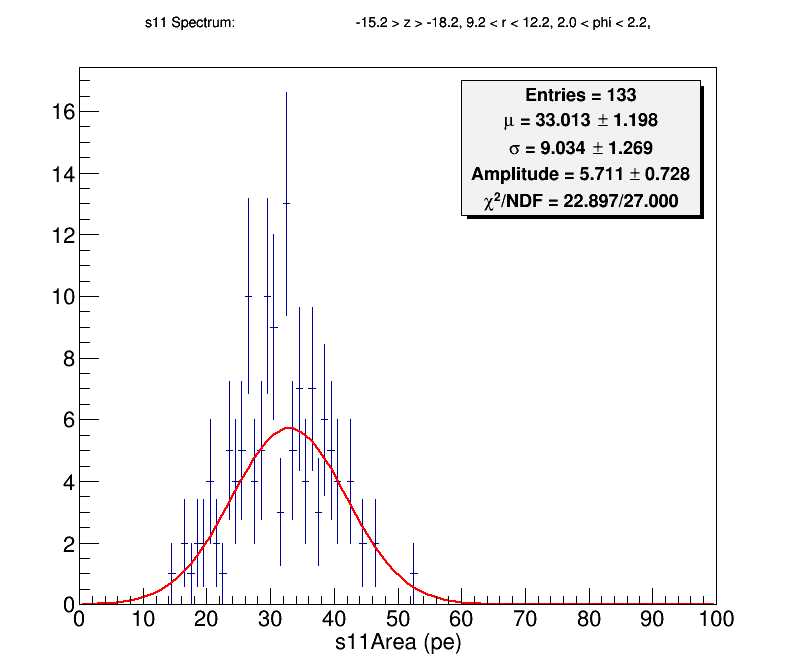 s11 Spectrum: -15.2 > z > -18.2, 9.2 < r < 12.2, 2.0 < phi < 2.2,
Entries = 133
μ = 33.013 ± 1.198
σ = 9.034 ± 1.269
Amplitude = 5.711 ± 0.728
χ²/NDF = 22.897/27.000
16
14
12
10
8
6
4
2
0
0 10 20 30 40 50 60 70 80 90 100
s11Area (pe)